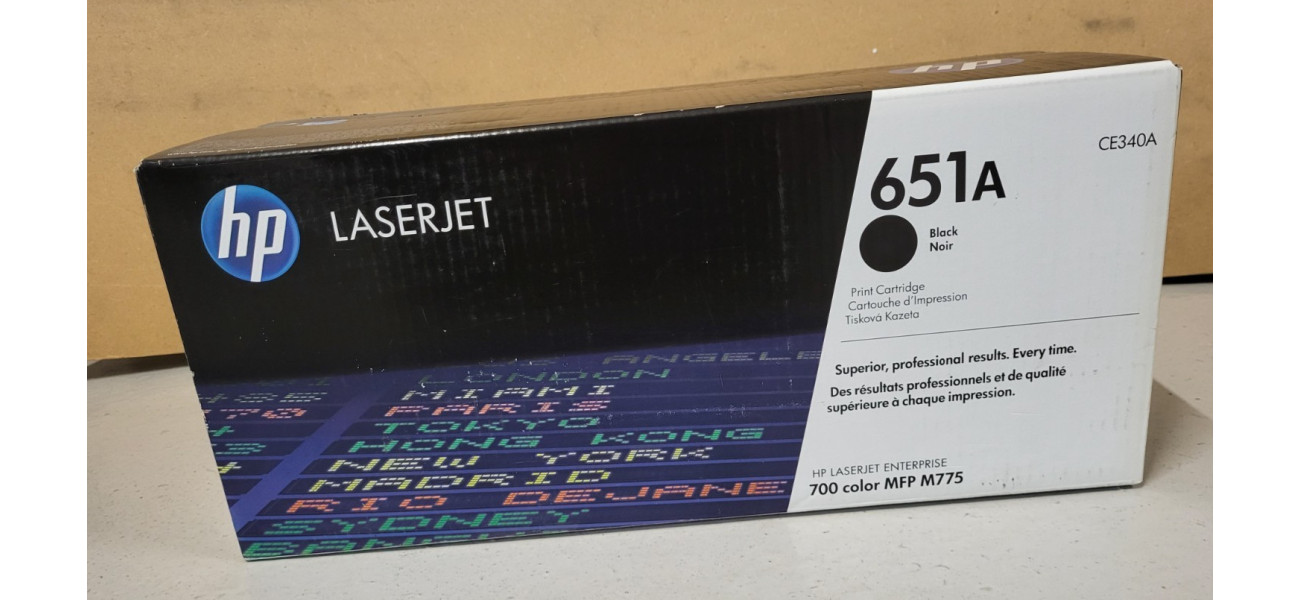 hp
hp
LASERJET
651A
CE340A
Black
Noir
Print Cartridge
Cartouche d'Impression
Tisková Kazeta
Superior, professional results. Every time.
Des résultats professionnels et de qualité
supérieure à chaque impression.
HP LASERJET ENTERPRISE
700 color MFP M775
LONDON
MIAMI
PARIS
TOKYO
HONG KONG
NEW YORK
MADRID
RIO DEJANE
SYDNEY